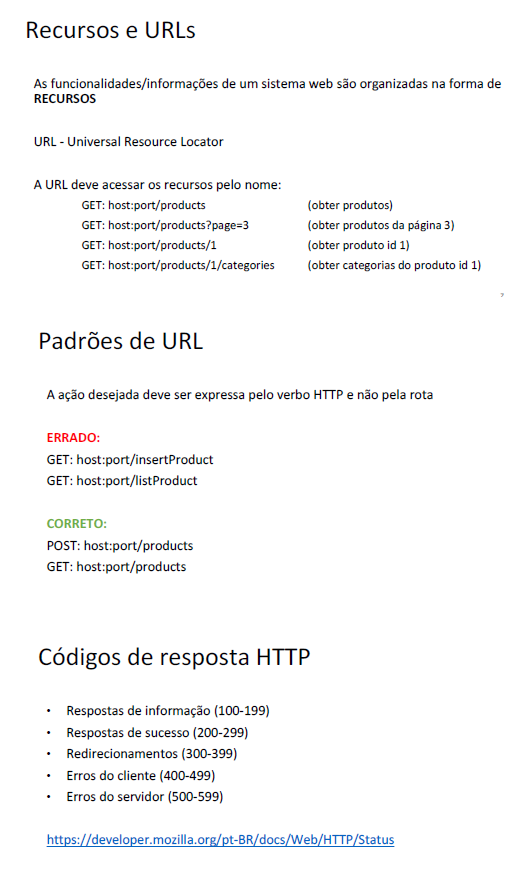 Recursos e URLs
As funcionalidades/informações de um sistema web são organizadas na forma de
RECURSOS
URL - Universal Resource Locator
A URL deve acessar os recursos pelo nome:
GET: host:port/products (obter produtos)
GET: host:port/products?page=3 (obter produtos da página 3)
GET: host:port/products/1 (obter produto id 1)
GET: host:port/products/1/categories (obter categorias do produto id 1)
Padrões de URL
A ação desejada deve ser expressa pelo verbo HTTP e não pela rota
ERRADO:
GET: host:port/insertProduct
GET: host:port/listProduct
CORRETO:
POST: host:port/products
GET: host:port/products
Códigos de resposta HTTP
• Respostas de informação (100-199)
• Respostas de sucesso (200-299)
• Redirecionamentos (300-399)
• Erros do cliente (400-499)
• Erros do servidor (500-599)
https://developer.mozilla.org/pt-BR/docs/Web/HTTP/Status